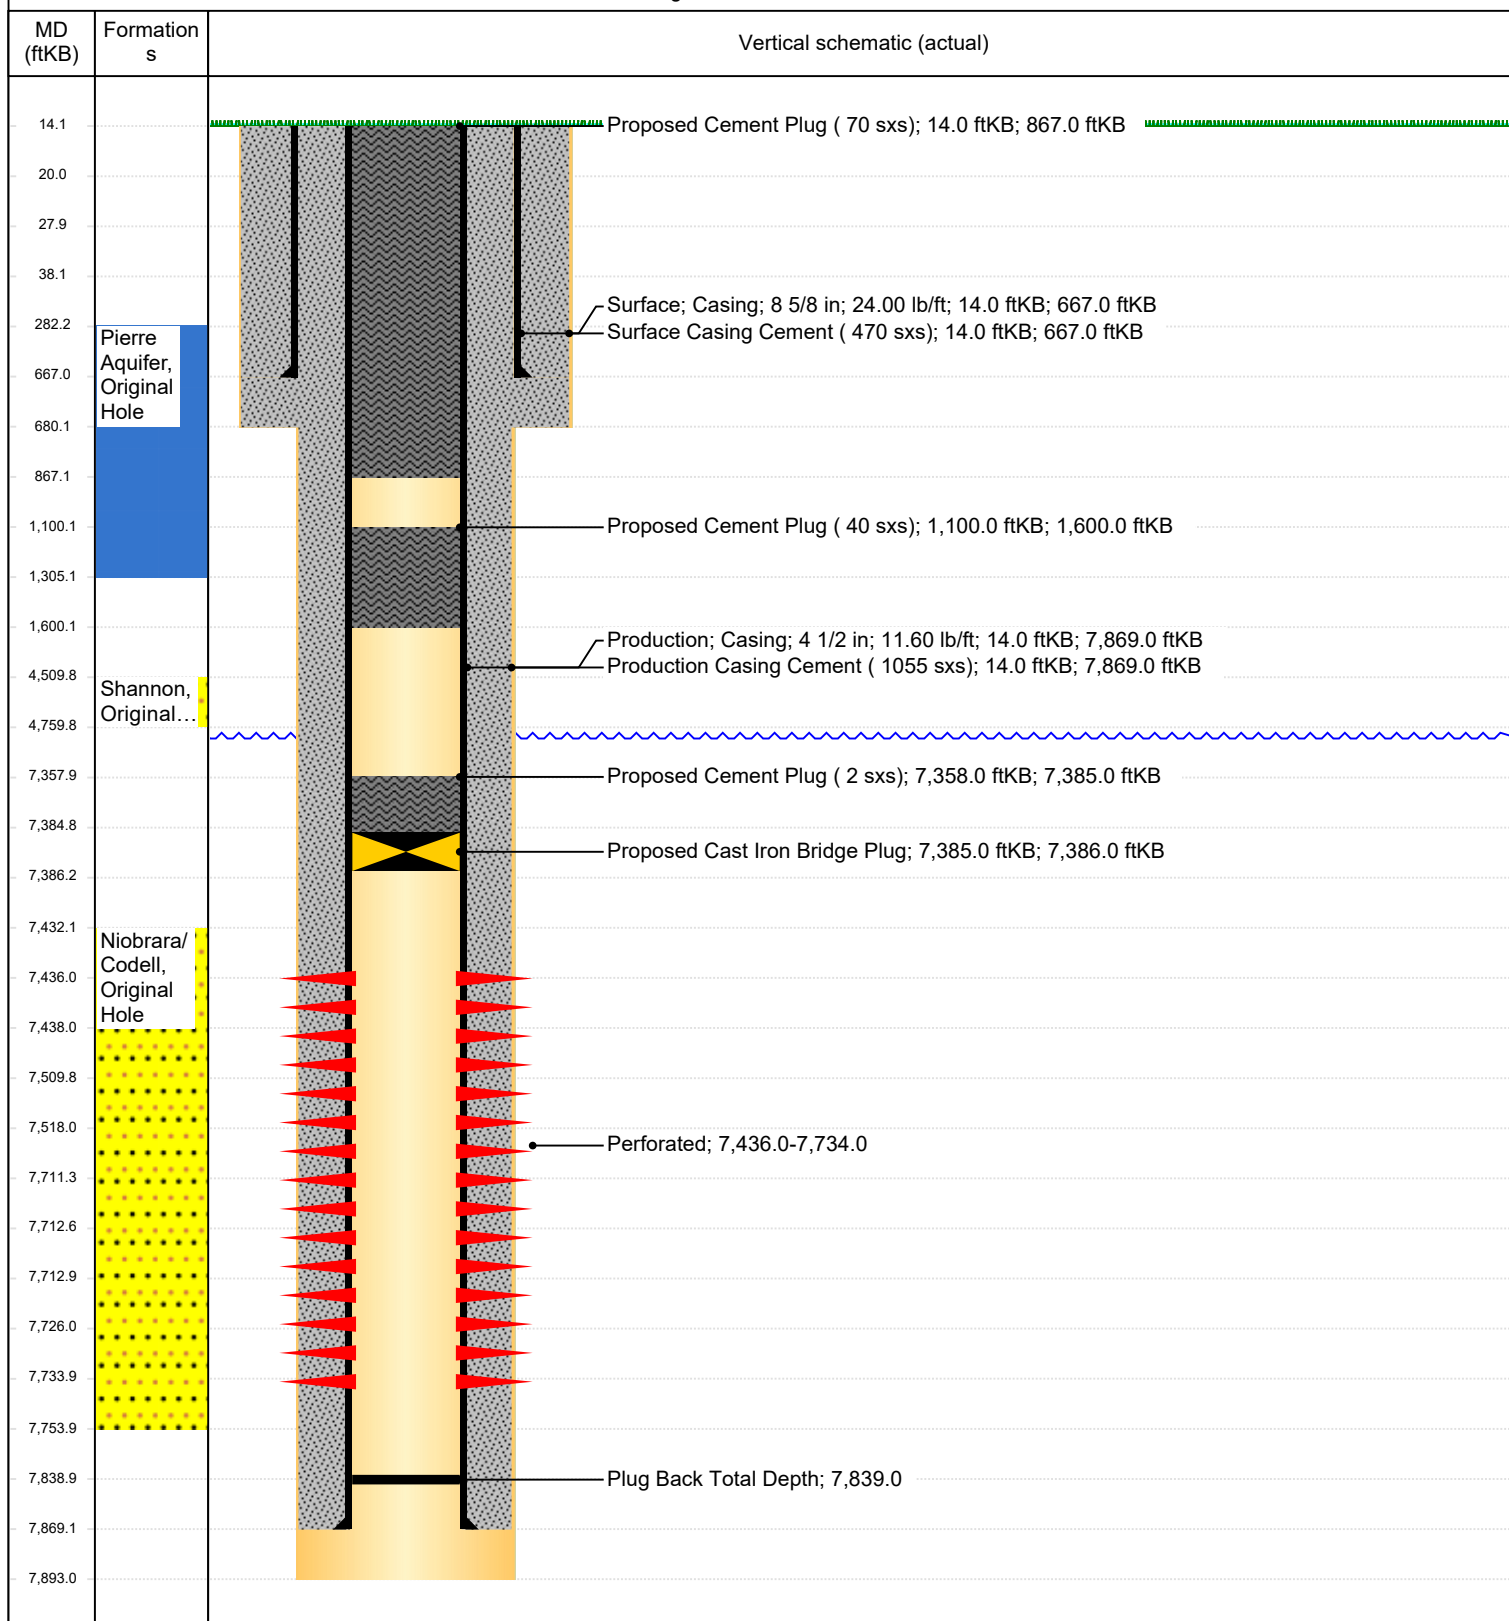 MD
(ftKB)
Formation
s
Vertical schematic (actual)
14.1
Proposed Cement Plug ( 70 sxs); 14.0 ftKB; 867.0 ftKB
20.0
27.9
38.1
Surface; Casing; 8 5/8 in; 24.00 lb/ft; 14.0 ftKB; 667.0 ftKB
282.2
Surface Casing Cement ( 470 sxs); 14.0 ftKB; 667.0 ftKB
Pierre
Aquifer,
Original
Hole
667.0
680.1
867.1
1,100.1
Proposed Cement Plug ( 40 sxs); 1,100.0 ftKB; 1,600.0 ftKB
1,305.1
1,600.1
Production; Casing; 4 1/2 in; 11.60 lb/ft; 14.0 ftKB; 7,869.0 ftKB
Production Casing Cement ( 1055 sxs); 14.0 ftKB; 7,869.0 ftKB
4,509.8
Shannon,
Original...
4,759.8
7,357.9
Proposed Cement Plug ( 2 sxs); 7,358.0 ftKB; 7,385.0 ftKB
7,384.8
Proposed Cast Iron Bridge Plug; 7,385.0 ftKB; 7,386.0 ftKB
7,386.2
7,432.1
Niobrara/
Codell,
Original
Hole
7,436.0
7,438.0
7,509.8
7,518.0
Perforated; 7,436.0-7,734.0
7,711.3
7,712.6
7,712.9
7,726.0
7,733.9
7,753.9
7,838.9
Plug Back Total Depth; 7,839.0
7,869.1
7,893.0